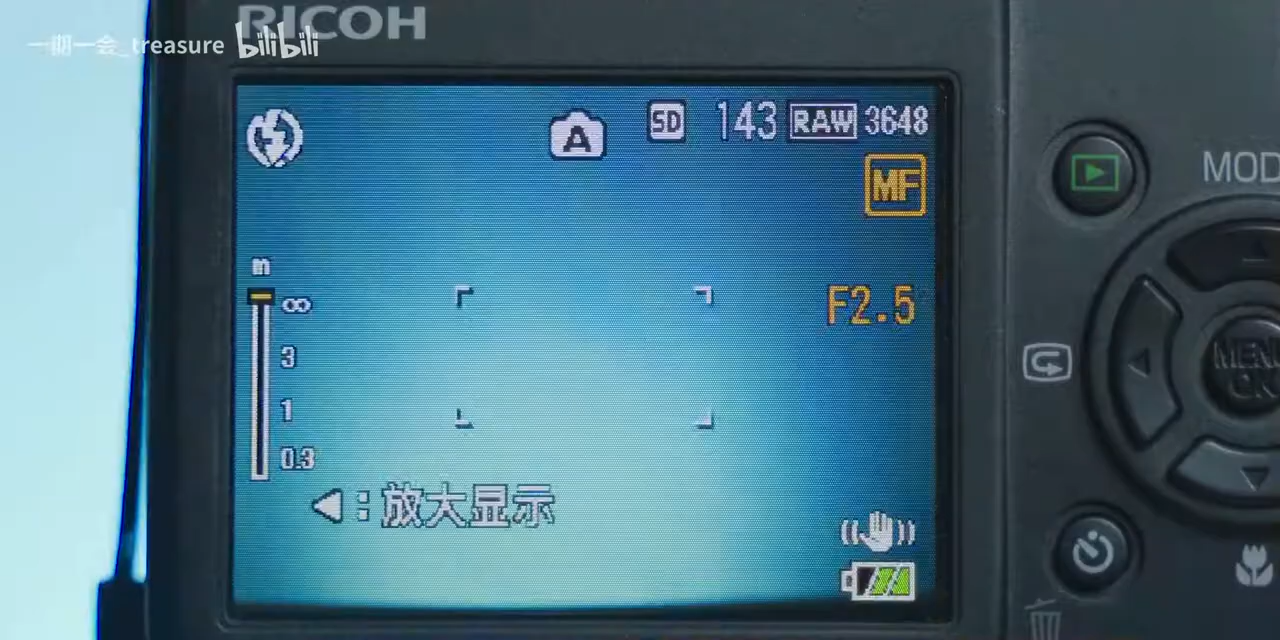 RICOH
一期一会_treasure bilibili
A SD 143 RAW 3648
MF
m
∞
F2.5
3
1
0.3
◀:放大显示
MOD
MENU
OK